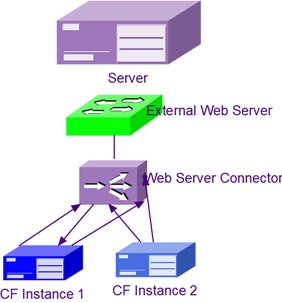 Server
External Web Server
Web Server Connector
CF Instance 1
CF Instance 2